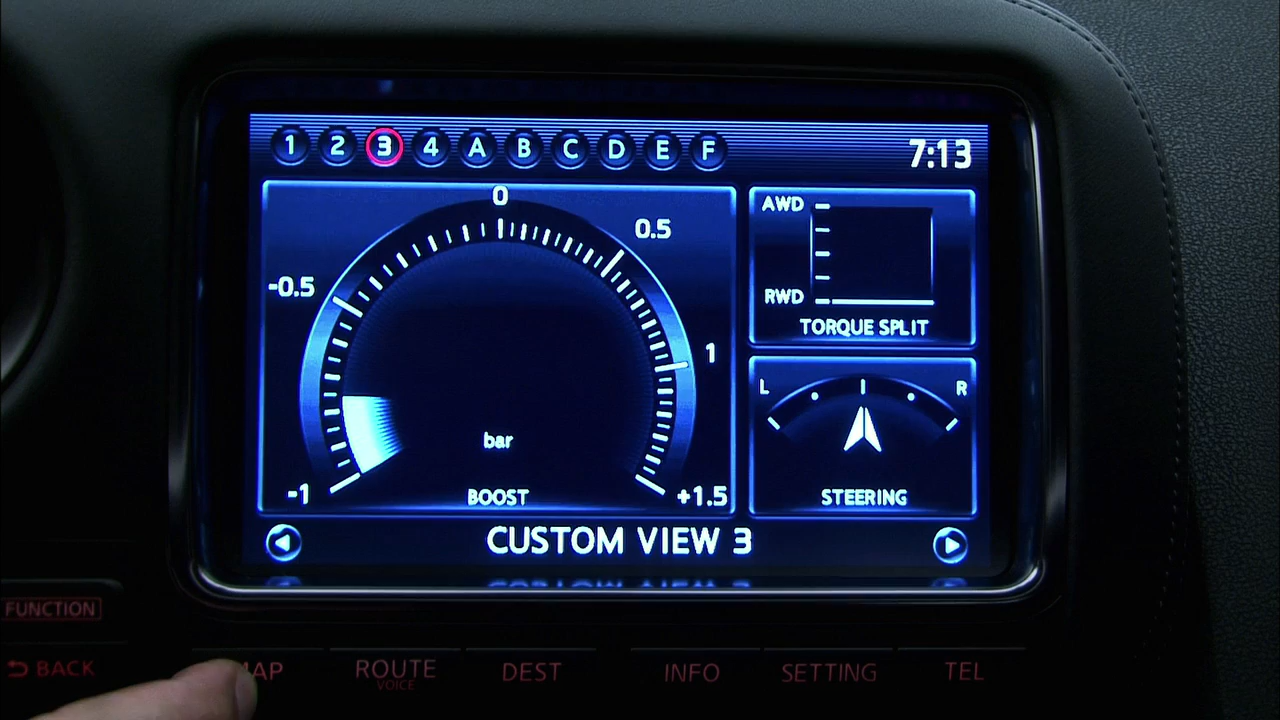 1 2 3 4 A B C D E F 7:13
0
0.5
-0.5
1
bar
-1
+1.5
BOOST
AWD
RWD
TORQUE SPLIT
L R
STEERING
CUSTOM VIEW 3
FUNCTION
BACK
MAP ROUTE DEST INFO SETTING TEL
VOICE